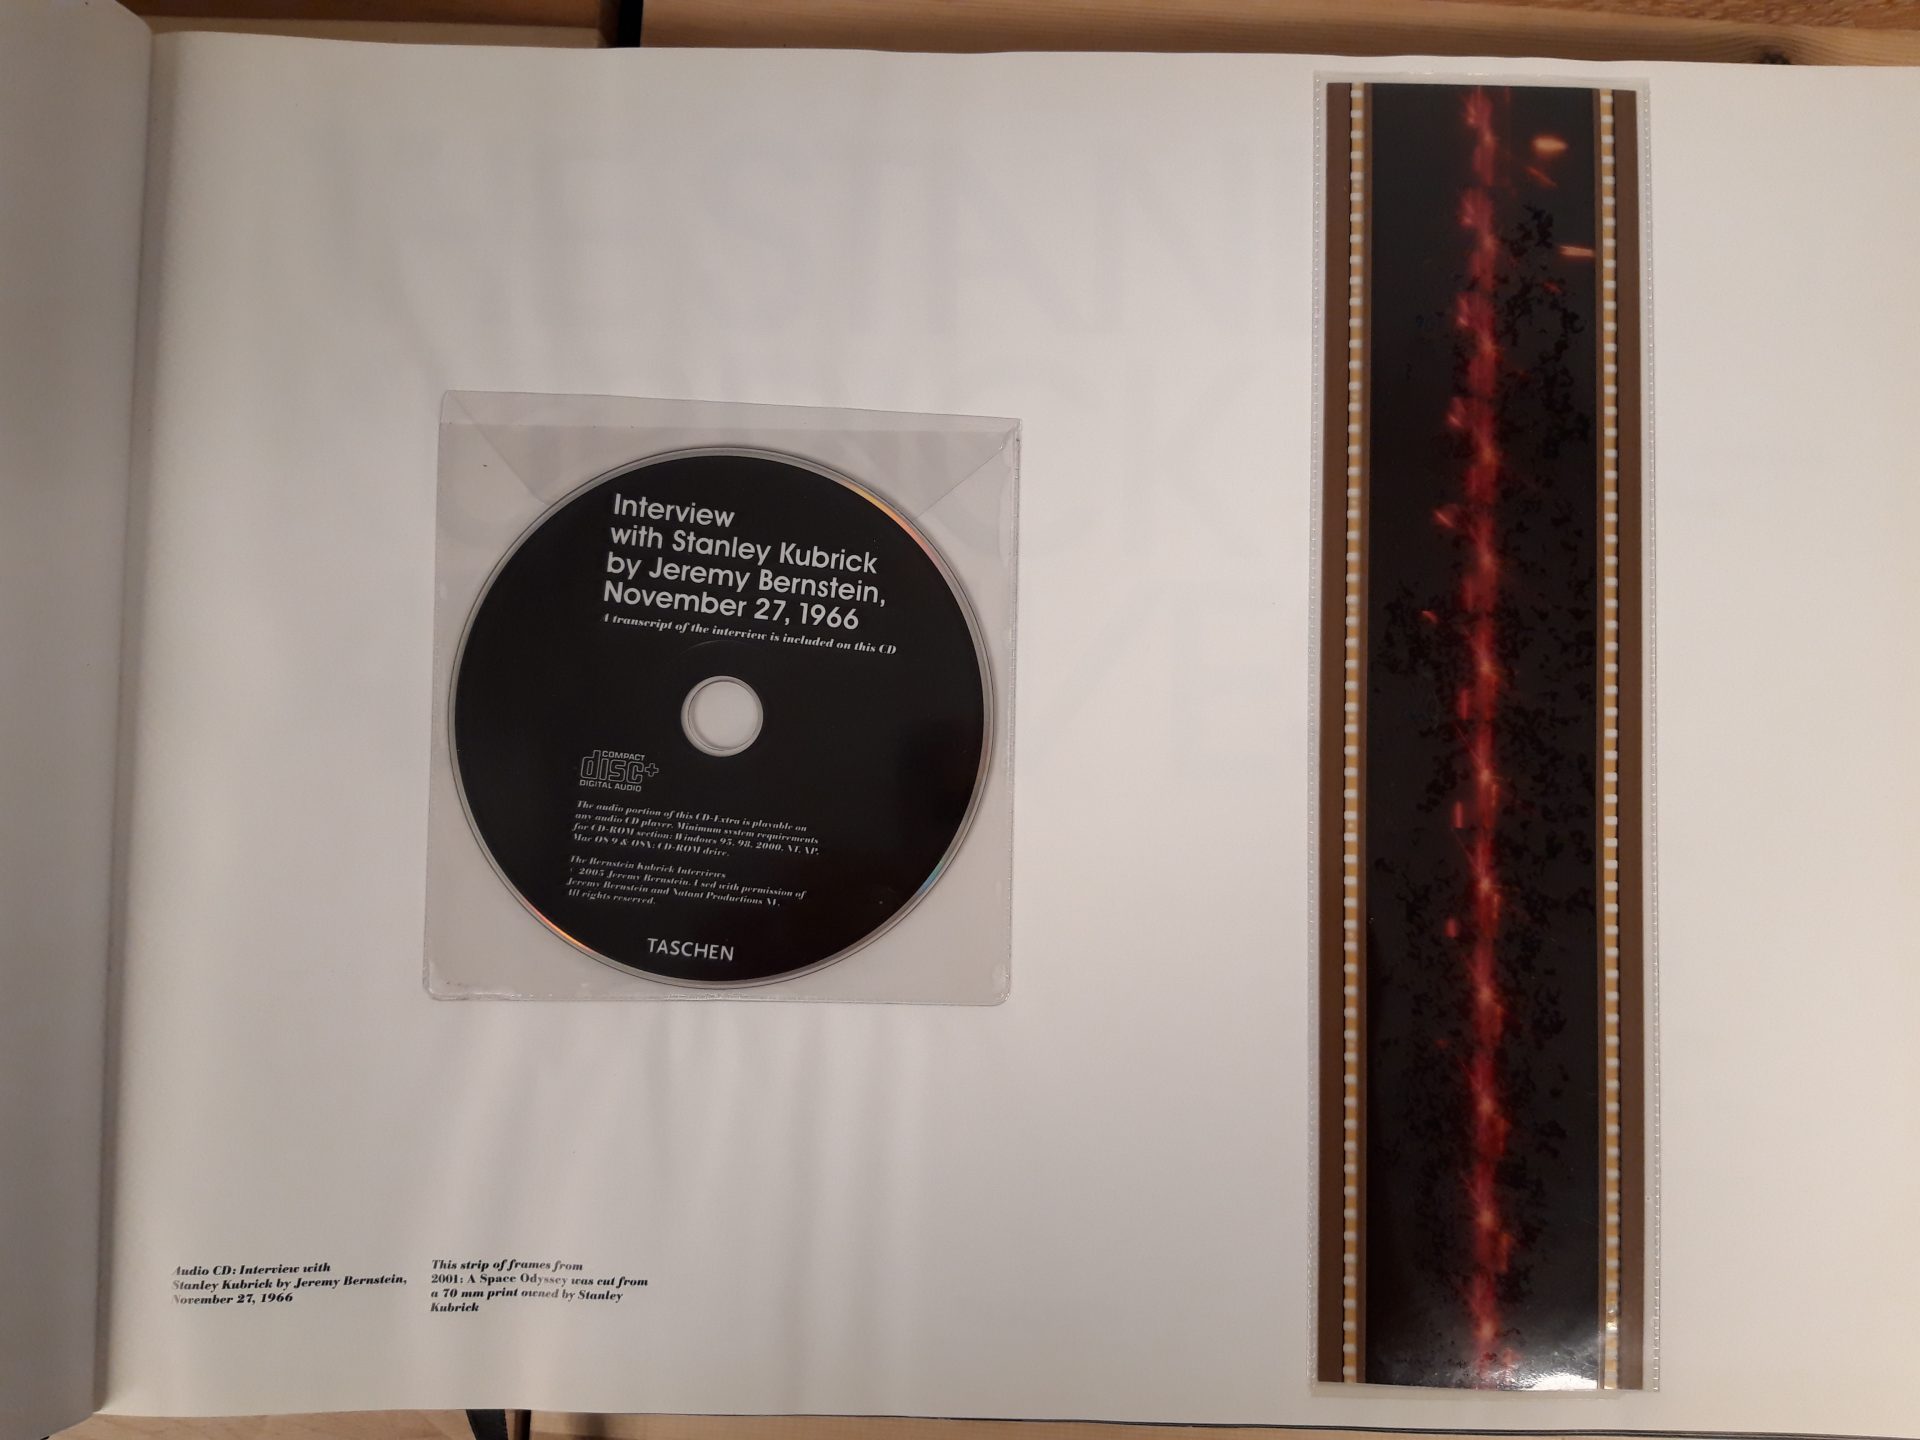 Interview
with Stanley Kubrick
by Jeremy Bernstein,
November 27, 1966
A transcript of the interview is included on this CD
COMPACT
disc+
DIGITAL AUDIO
The audio portion of this CD-Extra is playable on
any audio CD player. Minimum system requirements
for CD-ROM section: Windows 95, 98, 2000, NT, XP,
Mac OS 9 & OSX; CD-ROM drive.
The Bernstein Kubrick Interviews
© 2005 Jeremy Bernstein. Used with permission of
Jeremy Bernstein and Natant Productions NV.
All rights reserved.
TASCHEN
Audio CD: Interview with
Stanley Kubrick by Jeremy Bernstein,
November 27, 1966
This strip of frames from
2001: A Space Odyssey was cut from
a 70 mm print owned by Stanley
Kubrick